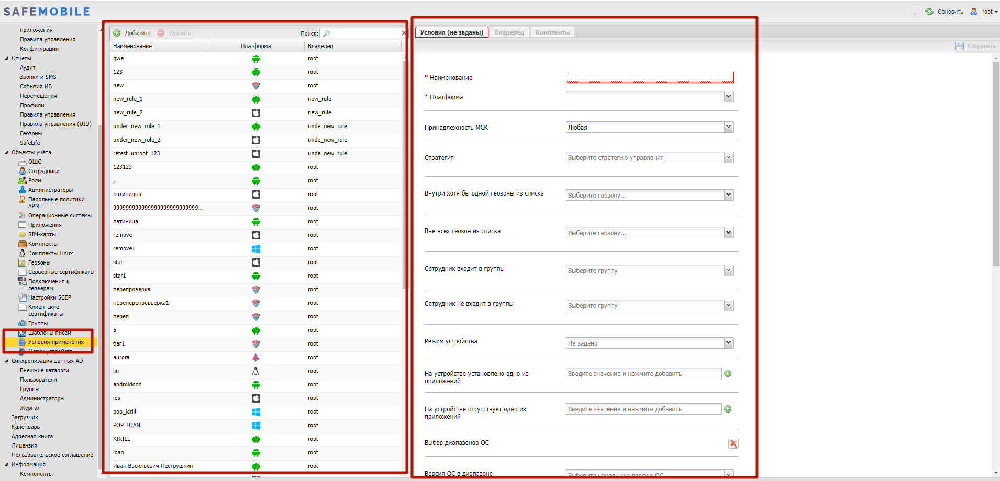 SAFEMOBILE
Обновить
root
приложения
Правила управления
Конфигурации
Отчёты
Аудит
Звонки и SMS
События ИБ
Перемещения
Профили
Правила управления
Правила управления (UID)
Геозоны
SafeLife
Объекты учёта
ОШС
Сотрудники
Роли
Администраторы
Парольные политики
АРМ
Операционные системы
Приложения
SIM-карты
Комплекты
Комплекты Linux
Геозоны
Серверные сертификаты
Подключения к
серверам
Настройки SCEP
Клиентские
сертификаты
Группы
Шаблоны писем
Условия применения
Метки устройств
Синхронизация данных AD
Внешние каталоги
Пользователи
Группы
Администраторы
Журнал
Загрузчик
Календарь
Адресная книга
Лицензия
Пользовательское соглашение
Информация
Компоненты
Добавить Удалить Поиск:
Наименование Платформа Владелец
qwe root
123 root
new root
new_rule_1 new_rule
new_rule_2 new_rule
under_new_rule_1 unde_new_rule
under_new_rule_2 unde_new_rule
retest_unroot_123 unde_new_rule
123123 root
, root
латиницца root
99999999999999999999999999999... root
латиница root
remove root
remove1 root
star root
star1 root
перепроверка root
переперепровверка1 root
переп root
5 root
баг1 root
aurora root
lin root
androidddd root
ios root
pop_kirill root
POP_IOAN root
KIRILL root
ioan root
Иван Васильевич Пеструшкин root
Условия (не заданы) Владелец Комплекты
Сохранить
* Наименование
* Платформа
Принадлежность МСК Любая
Стратегия Выберите стратегию управления
Внутри хотя бы одной геозоны из списка Выберите геозону...
Вне всех геозон из списка Выберите геозону...
Сотрудник входит в группы Выберите группу
Сотрудник не входит в группы Выберите группу
Режим устройства Не задано
На устройстве установлено одно из Введите значение и нажмите добавить
приложений
На устройстве отсутствует одно из Введите значение и нажмите добавить
приложений
Выбор диапазонов ОС
Версия ОС в диапазоне Выберите начальную версию ОС